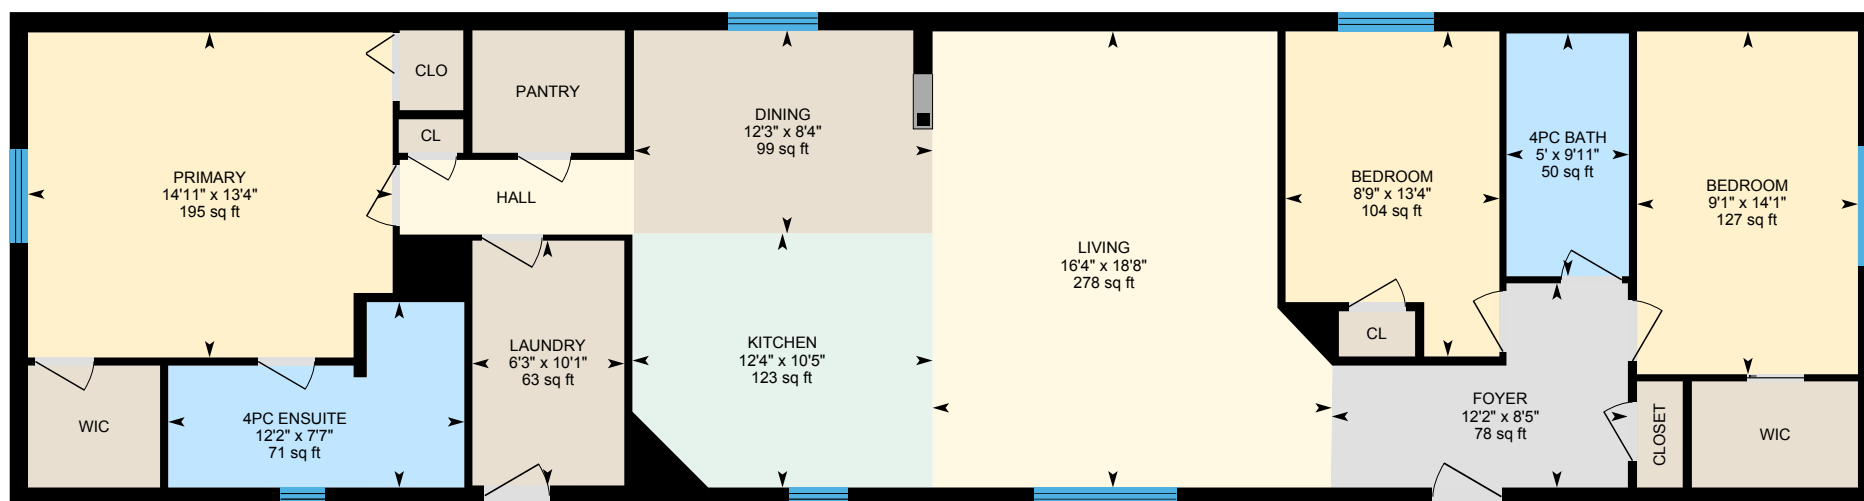 CLO
PANTRY
CL
DINING
12'3" x 8'4"
99 sq ft
PRIMARY
14'11" x 13'4"
195 sq ft
HALL
4PC BATH
5' x 9'11"
50 sq ft
BEDROOM
8'9" x 13'4"
104 sq ft
BEDROOM
9'1" x 14'1"
127 sq ft
LIVING
16'4" x 18'8"
278 sq ft
KITCHEN
12'4" x 10'5"
123 sq ft
LAUNDRY
6'3" x 10'1"
63 sq ft
CL
WIC
4PC ENSUITE
12'2" x 7'7"
71 sq ft
FOYER
12'2" x 8'5"
78 sq ft
CLOSET
WIC